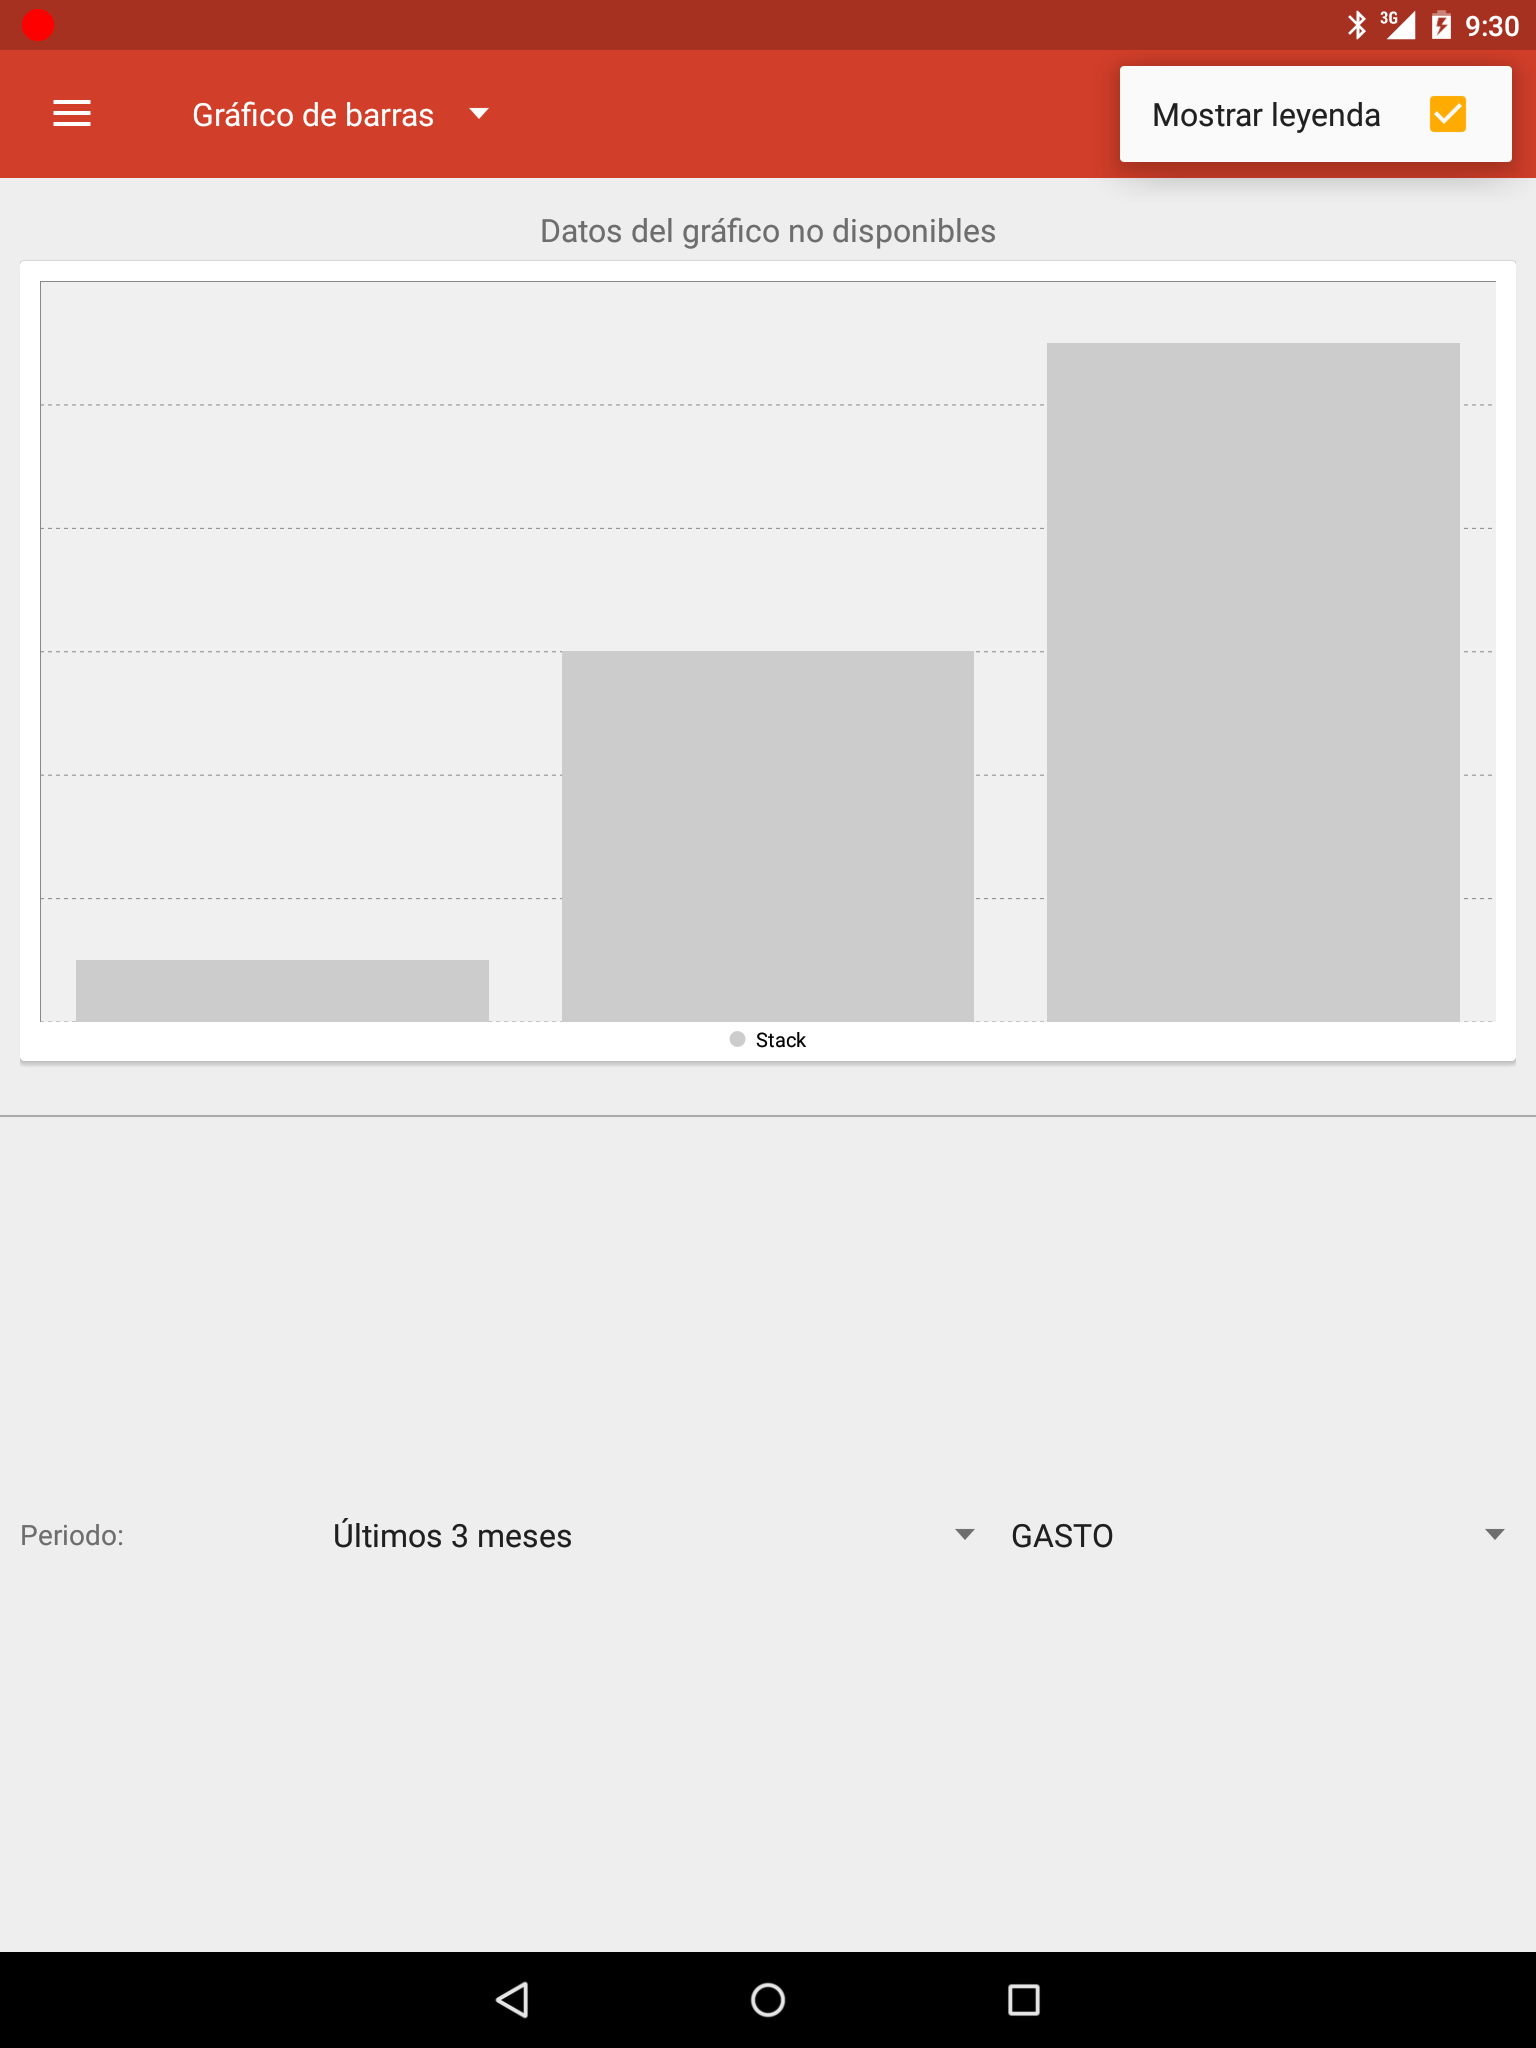 3G 9:30
Gráfico de barras
Mostrar leyenda
Datos del gráfico no disponibles
Stack
Periodo: Últimos 3 meses GASTO